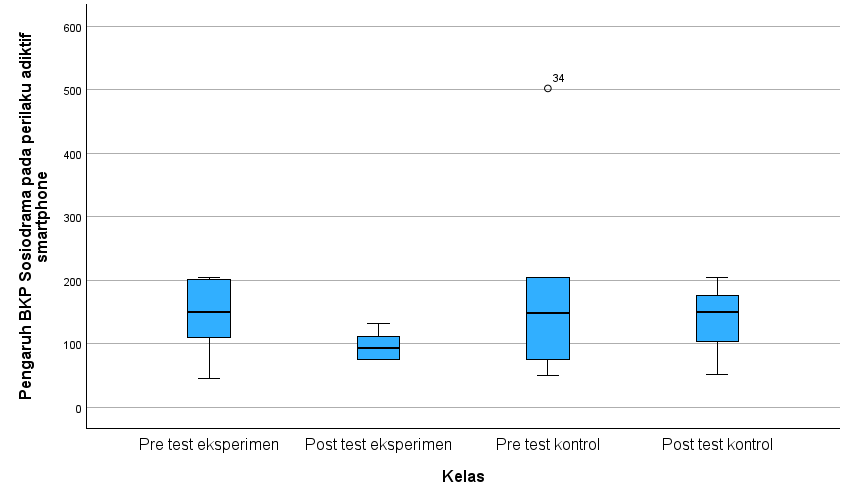 Pengaruh BKP Sosiodrama pada perilaku adiktif
smartphone
600
500
400
300
200
100
0
34
Pre test eksperimen
Post test eksperimen
Pre test kontrol
Post test kontrol
Kelas